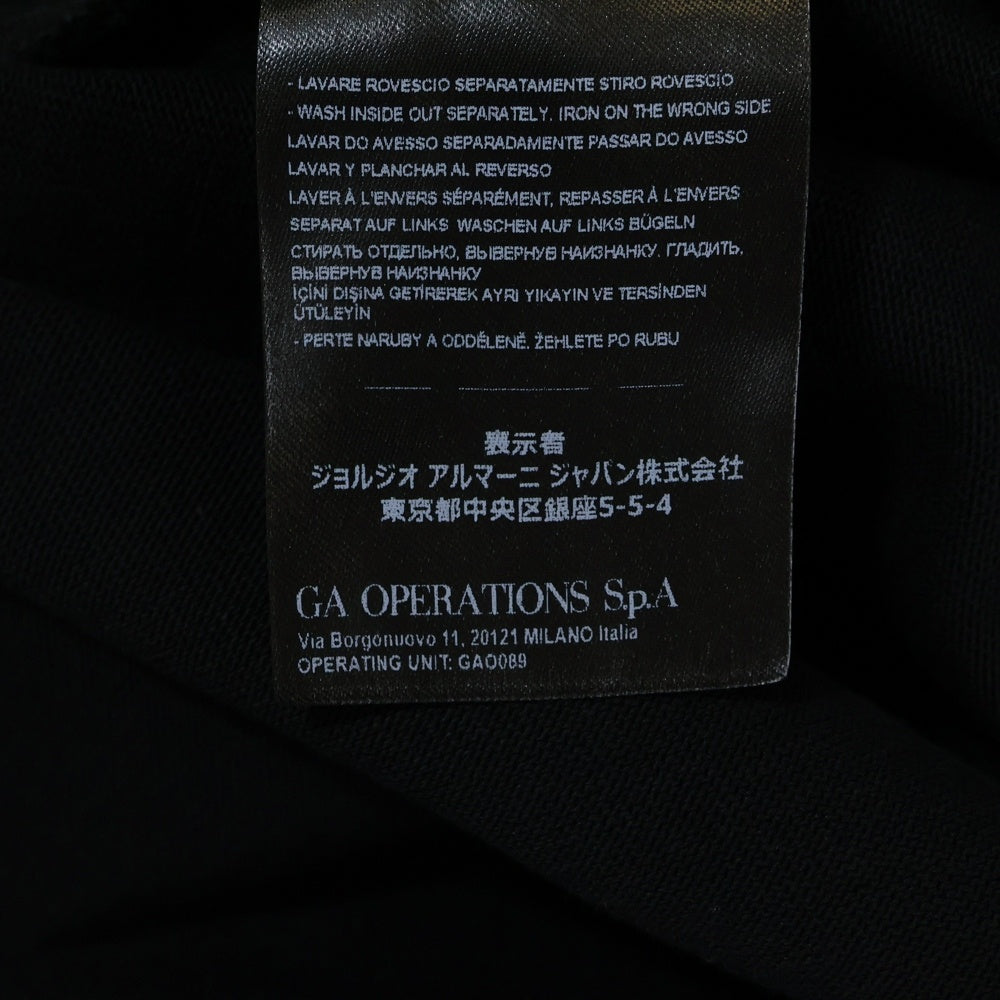 - LAVARE ROVESCIO SEPARATAMENTE STIRO ROVESCIO
- WASH INSIDE OUT SEPARATELY. IRON ON THE WRONG SIDE
LAVAR DO AVESSO SEPARADAMENTE PASSAR DO AVESSO
LAVAR Y PLANCHAR AL REVERSO
LAVER À L'ENVERS SÉPARÉMENT, REPASSER À L'ENVERS
SEPARAT AUF LINKS WASCHEN AUF LINKS BÜGELN
СТИРАТЬ ОТДЕЛЬНО, ВЫВЕРНУВ НАИЗНАНКУ. ГЛАДИТЬ,
ВЫВЕРНУВ НАИЗНАНКУ
İÇİNİ DIŞINA GETİREREK AYRI YIKAYIN VE TERSİNDEN
ÜTÜLEYİN
- PERTE NARUBY A ODDĚLENĚ. ŽEHLETE PO RUBU
表示者
ジョルジオ アルマーニ ジャパン株式会社
東京都中央区銀座5-5-4
GA OPERATIONS S.p.A
Via Borgonuovo 11, 20121 MILANO Italia
OPERATING UNIT: GAO089